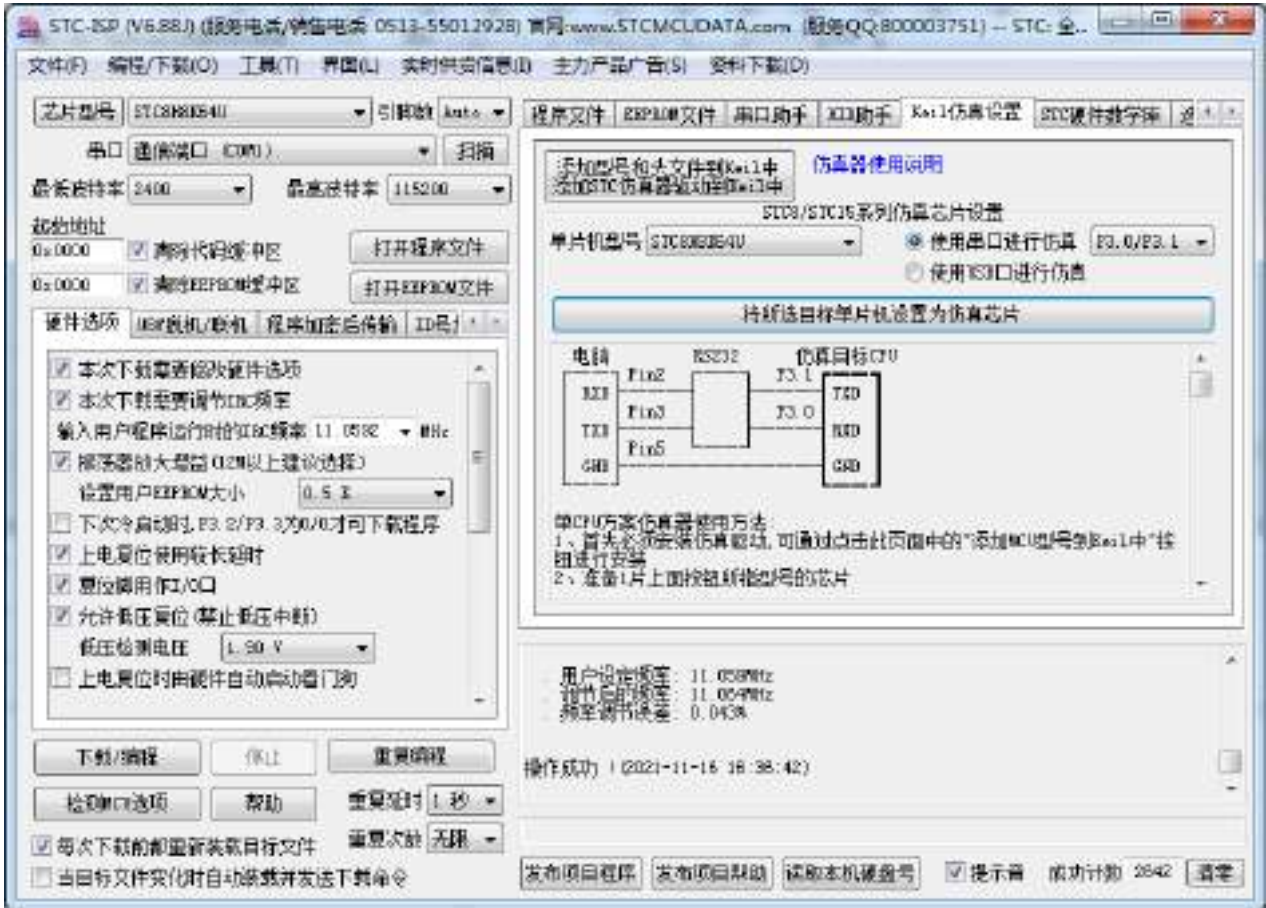 STC-ISP (V6.88J) (服务电话/销售电话: 0513-55012928) 官网:www.STCMCUDATA.com (服务QQ:800003751) -- STC: 全..
文件(F) 编程/下载(O) 工具(T) 界面(L) 实时供货信息(I) 主力产品广告(S) 资料下载(D)
芯片型号 STC8H8K64U 引脚数 Auto
串口 通信端口 (COM1) 扫描
最低波特率 2400 最高波特率 115200
起始地址
0x0000 清除代码缓冲区 打开程序文件
0x0000 清除EEPROM缓冲区 打开EEPROM文件
硬件选项 USB脱机/联机 程序加密后传输
本次下载需要修改硬件选项
本次下载需要调节IRC频率
输入用户程序运行时的IRC频率 11.0592 MHz
振荡器放大增益(12M以上建议选择)
设置用户EEPROM大小 0.5 K
下次冷启动时,P3.2/P3.3为0/0才可下载程序
上电复位使用较长延时
复位脚用作I/O口
允许低压复位(禁止低压中断)
低压检测电压 1.90 V
上电复位时由硬件自动启动看门狗
下载/编程 停止 重复编程
检测MCU选项 帮助 重复延时 1 秒
每次下载前都重新装载目标文件 重复次数 无限
当目标文件变化时自动装载并发送下载命令
程序文件 EEPROM文件 串口助手 HID助手 Keil仿真设置 STC硬件数学库
添加型号和头文件到Keil中
添加STC仿真器驱动到Keil中
仿真器使用说明
STC8/STC15系列仿真芯片设置
单片机型号 STC8H8K64U 使用串口进行仿真 P3.0/P3.1
使用USB口进行仿真
将所选目标单片机设置为仿真芯片
电脑 RS232 仿真目标CPU
RXD Pin2 P3.1 TXD
TXD Pin3 P3.0 RXD
GND Pin5 GND
单CPU方案仿真器使用方法:
1、首先必须安装仿真驱动,可通过点击此页面中的"添加MCU型号到Keil中"按
钮进行安装
2、准备1片上面按钮所指型号的芯片
. 用户设定频率: 11.059MHz
. 调节后的频率: 11.064MHz
. 频率调节误差: 0.043%
操作成功 !(2021-11-16 16:36:42)
发布项目程序 发布项目帮助 读取本机硬盘号 提示音 成功计数 2642 清零